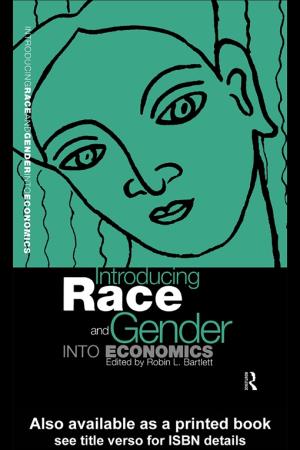 INTRODUCING RACE AND GENDER INTO ECONOMICS
Introducing
Race
and Gender
INTO ECONOMICS
Edited by Robin L. Bartlett
R
Also available as a printed book
see title verso for ISBN details